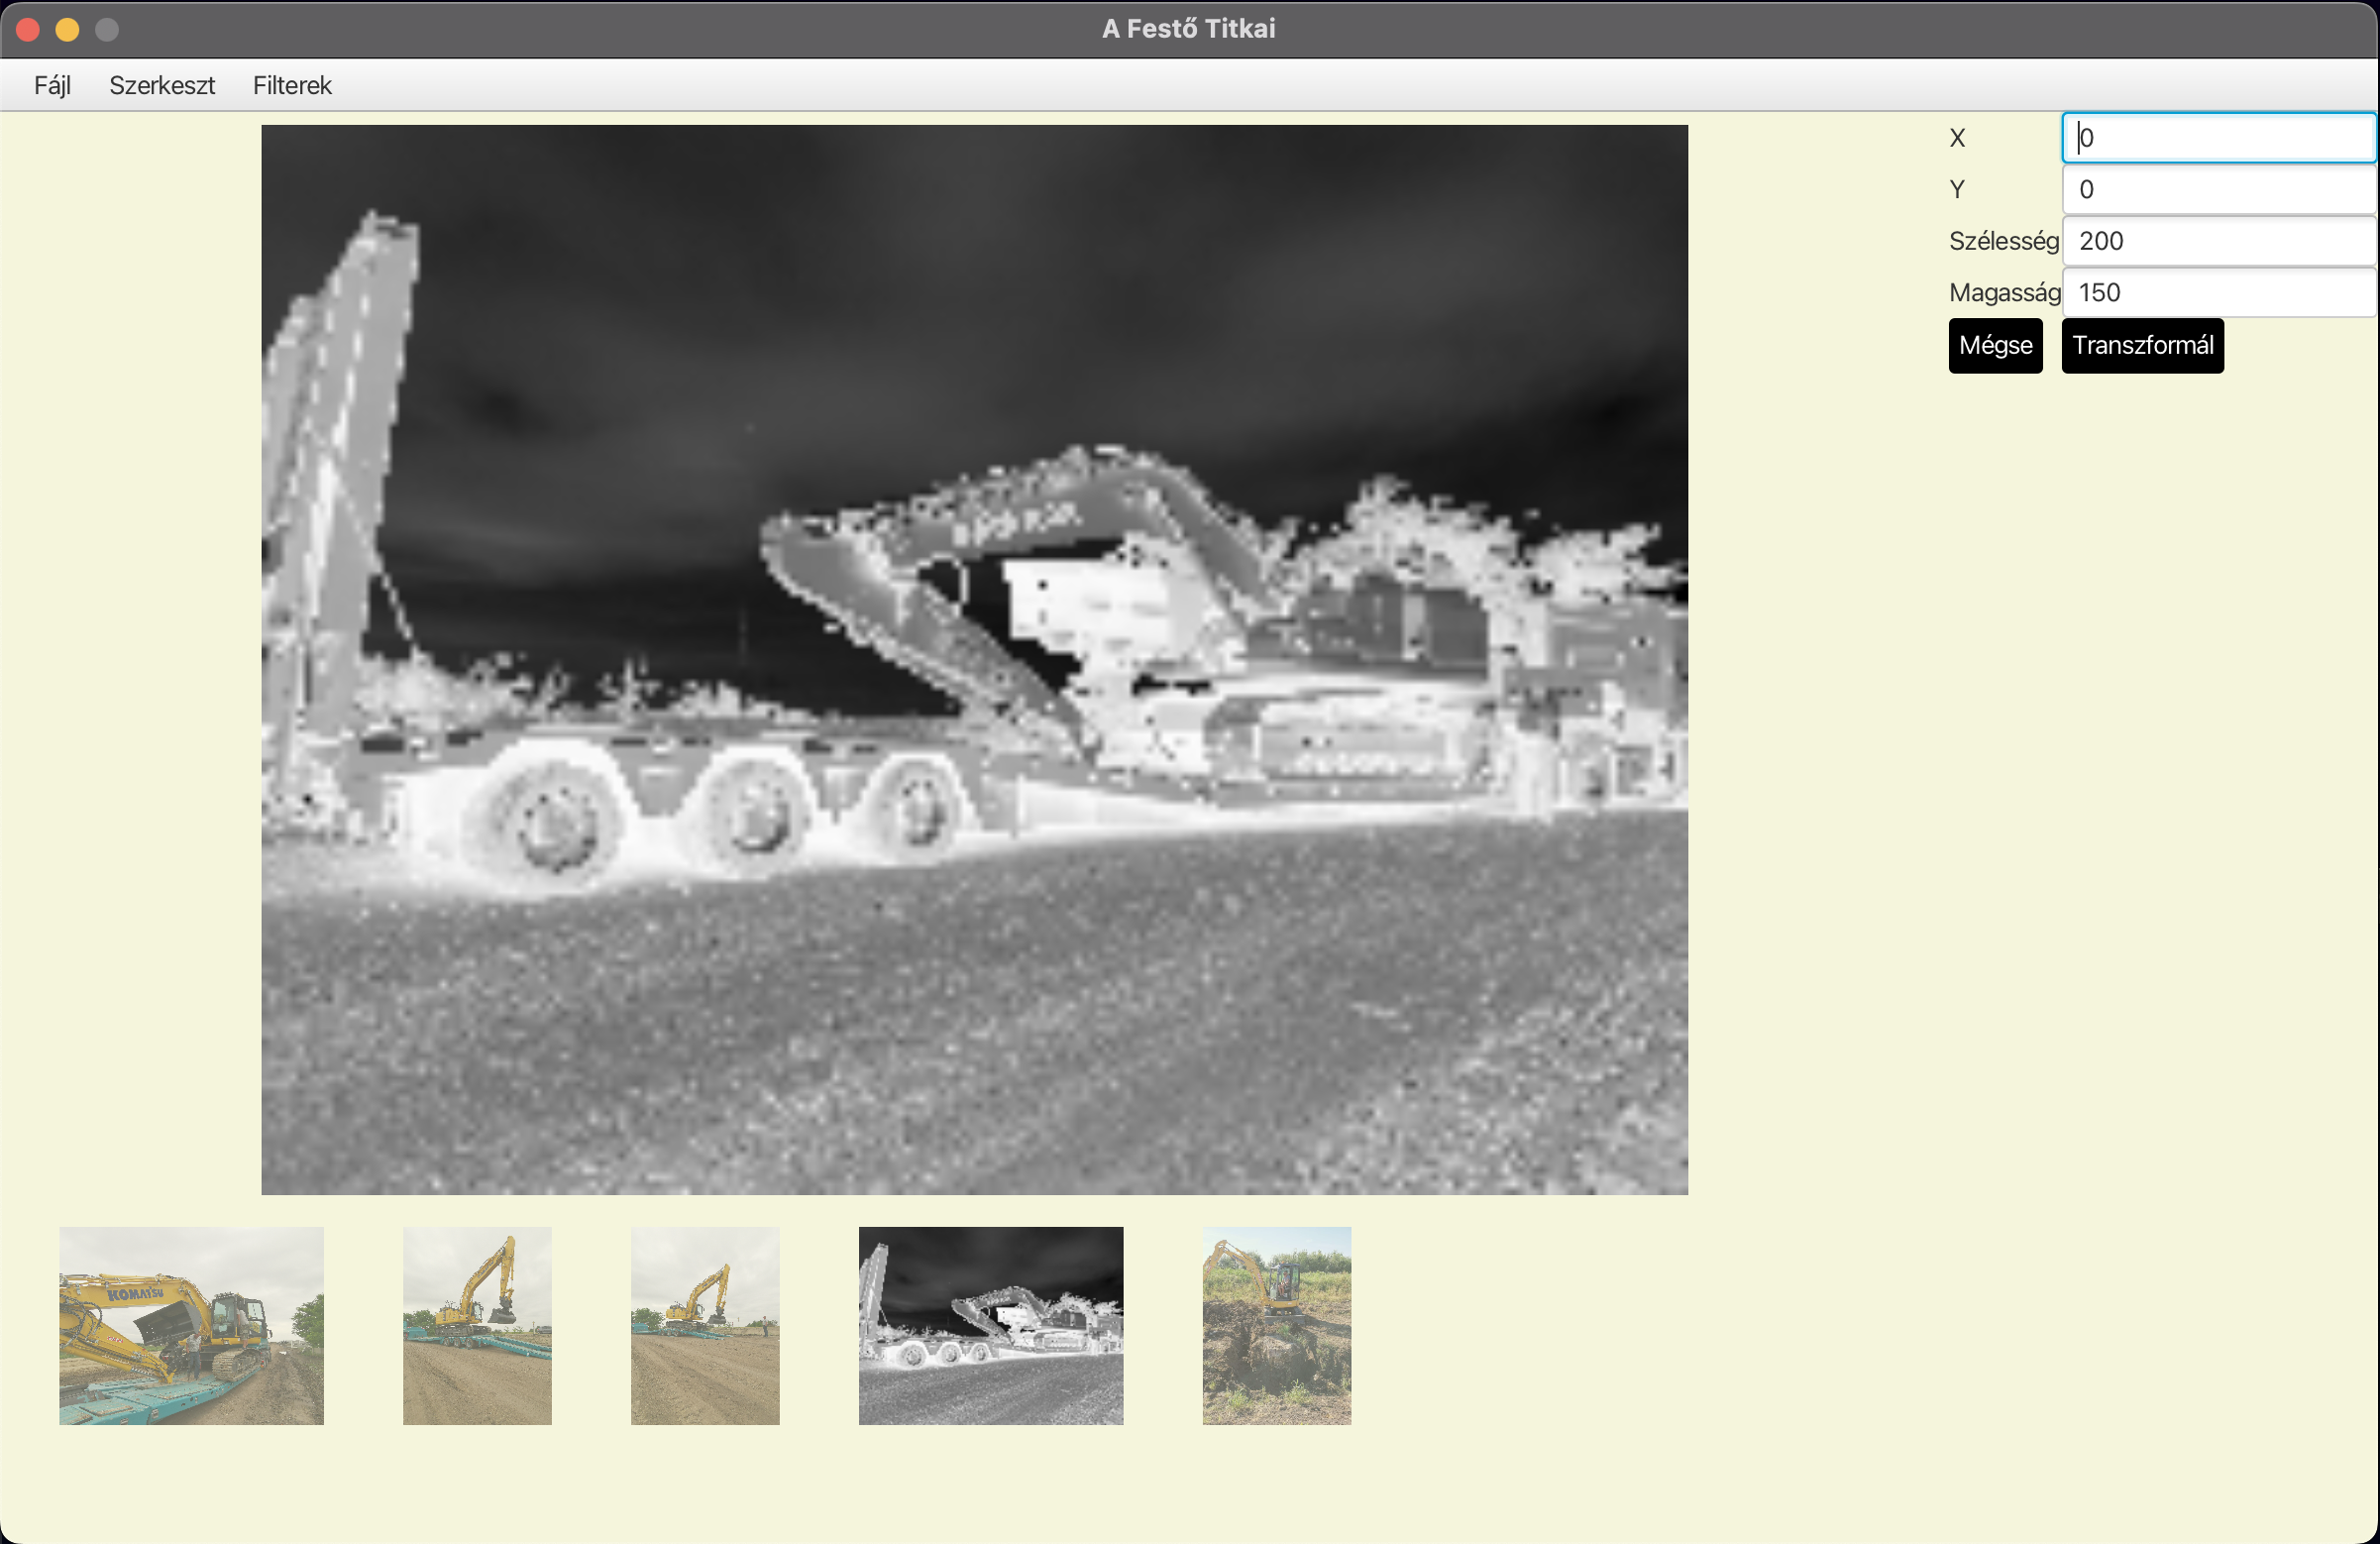 A Festő Titkai
Fájl Szerkeszt Filterek
X 0
Y 0
Szélesség 200
Magasság 150
Mégse Transzformál
KOMATSU